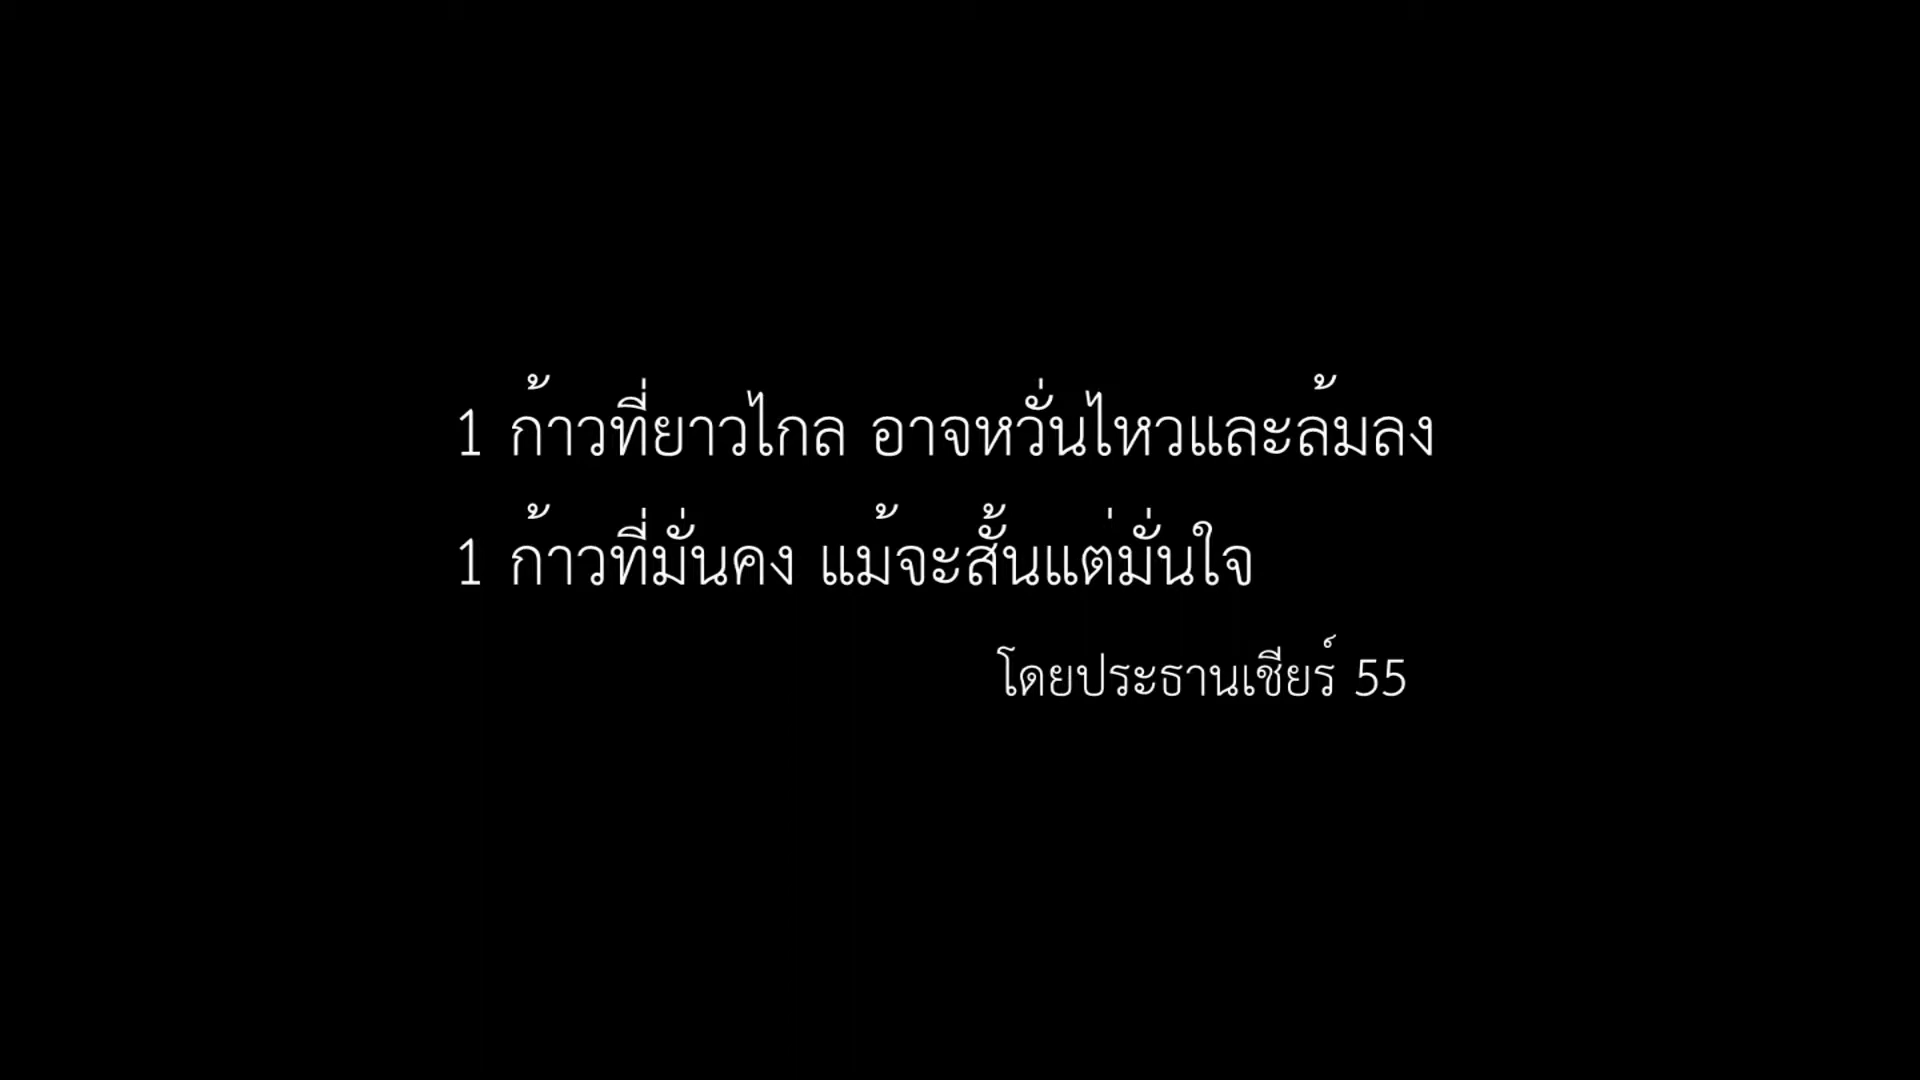 1 ก้าวที่ยาวไกล อาจหวั่นไหวและล้มลง
1 ก้าวที่มั่นคง แม้จะสั้นแต่มั่นใจ
โดยประธานเชียร์ 55